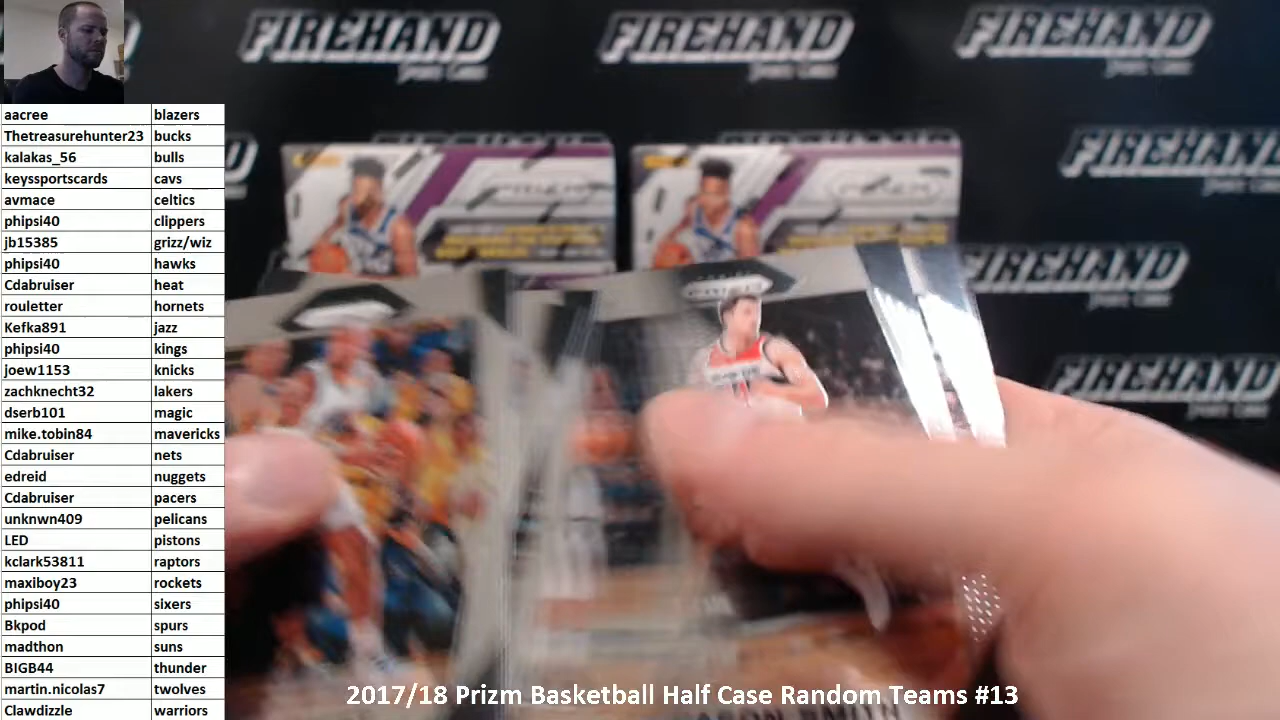 FIREHAND FIREHAND FIREHAND
aacree blazers
Thetreasurehunter23 bucks
kalakas_56 bulls
keyssportscards cavs
avmace celtics
phipsi40 clippers
jb15385 grizz/wiz
phipsi40 hawks
Cdabruiser heat
rouletter hornets
Kefka891 jazz
phipsi40 kings
joew1153 knicks
zachknecht32 lakers
dserb101 magic
mike.tobin84 mavericks
Cdabruiser nets
edreid nuggets
Cdabruiser pacers
unknwn409 pelicans
LED pistons
kclark53811 raptors
maxiboy23 rockets
phipsi40 sixers
Bkpod spurs
madthon suns
BIGB44 thunder
martin.nicolas7 twolves
Clawdizzle warriors
FIREHAND
PRIZM
FIREHAND
FIREHAND
SMITH
2017/18 Prizm Basketball Half Case Random Teams #13